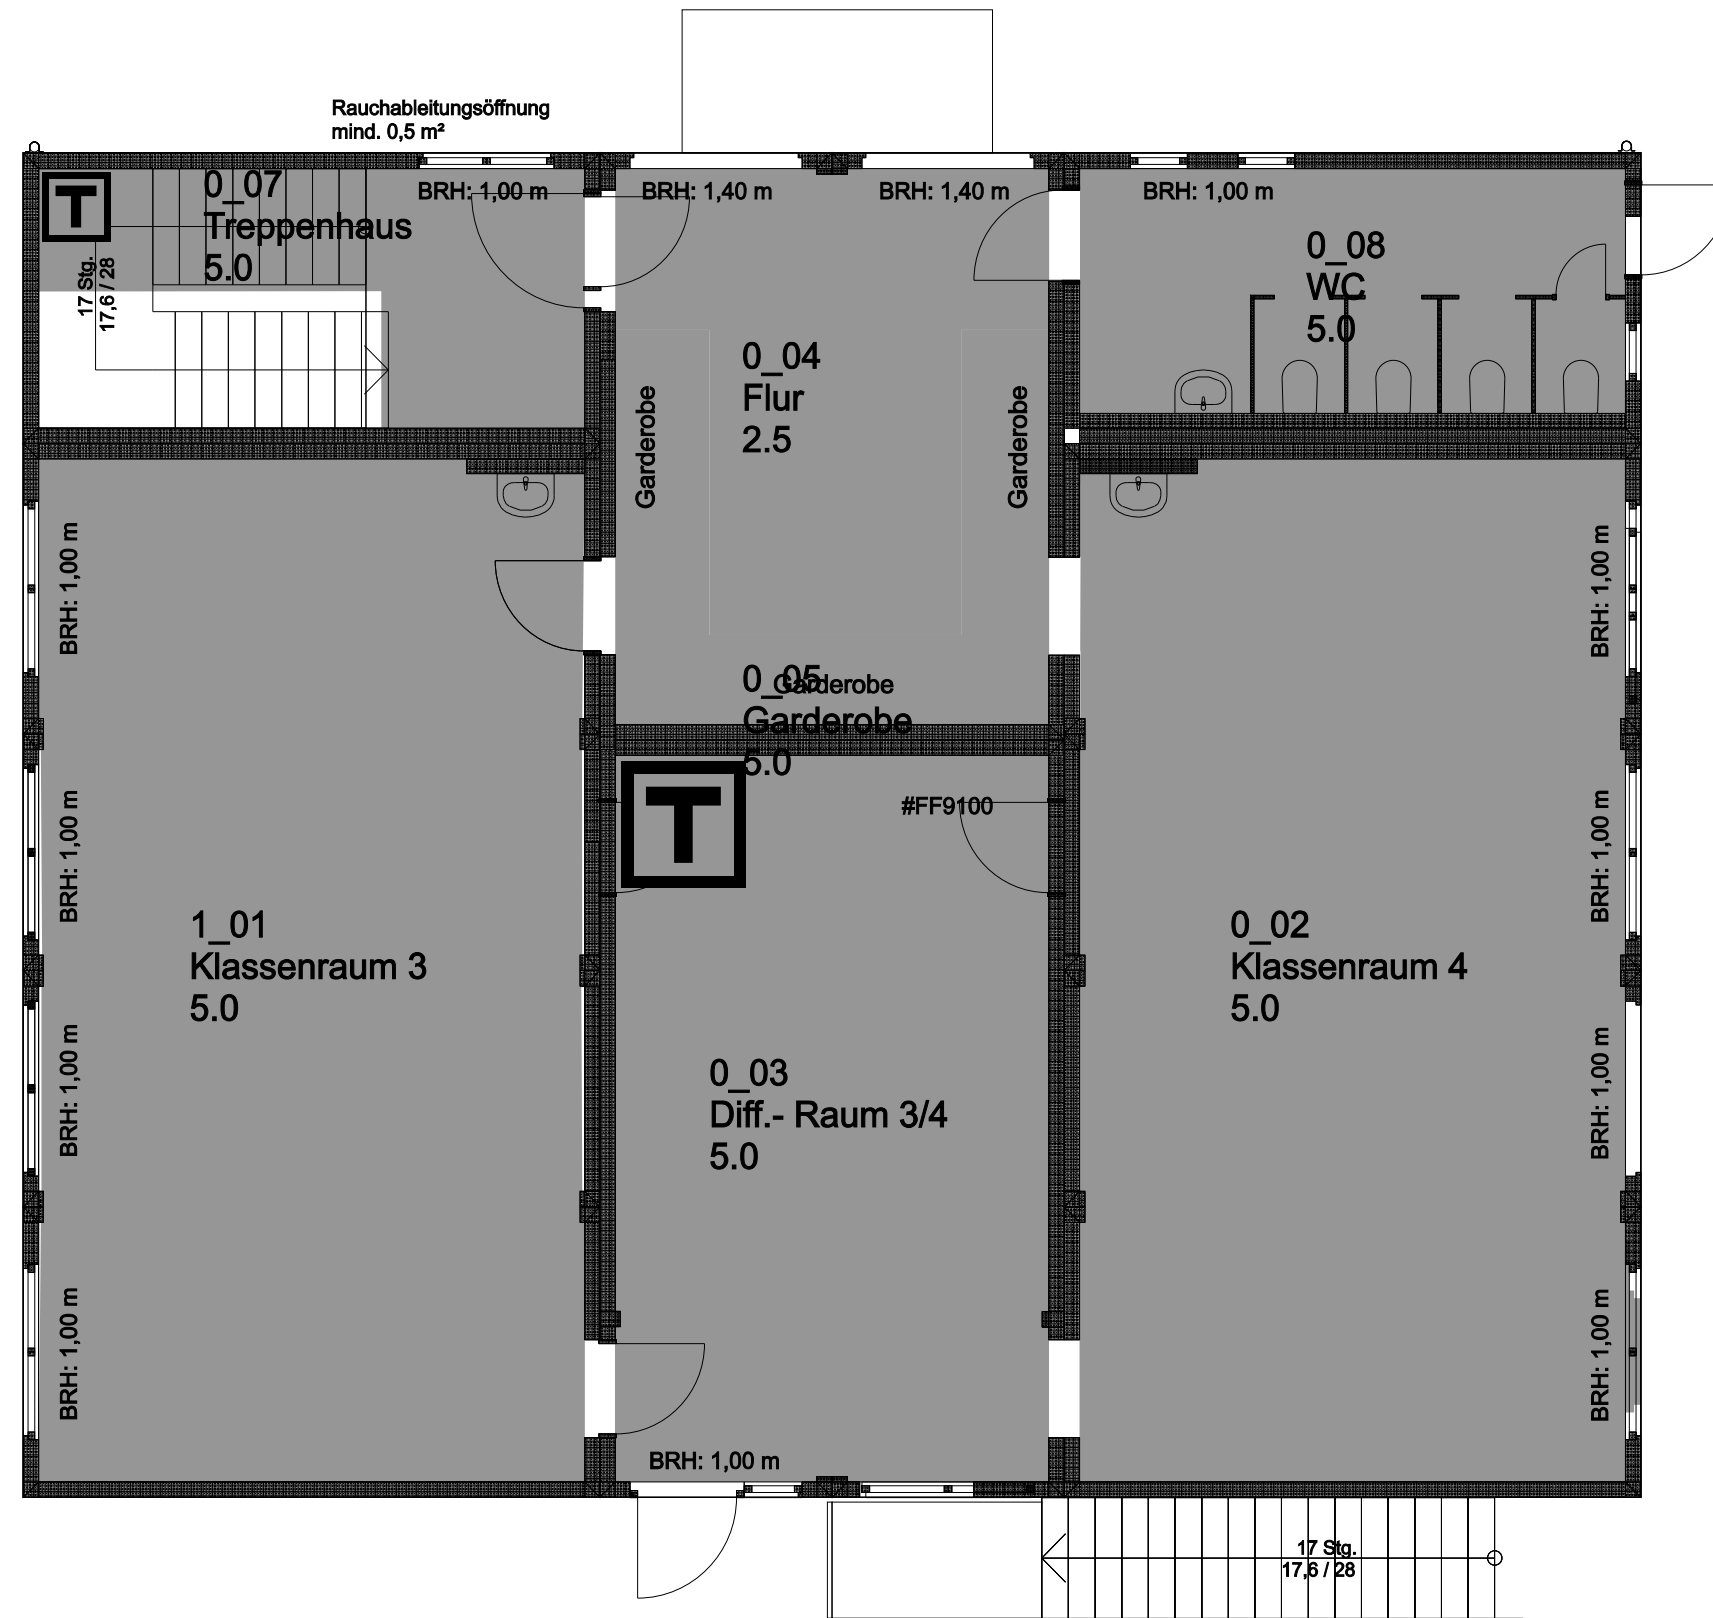 Rauchableitungsöffnung
mind. 0,5 m²
T
0_07
Treppenhaus
5.0
17 Stg.
17,6 / 28
BRH: 1,00 m
BRH: 1,40 m
BRH: 1,40 m
BRH: 1,00 m
0_08
WC
5.0
0_04
Flur
2.5
Garderobe
Garderobe
BRH: 1,00 m
BRH: 1,00 m
0_05
Garderobe
5.0
Garderobe
T
#FF9100
BRH: 1,00 m
BRH: 1,00 m
1_01
Klassenraum 3
5.0
0_02
Klassenraum 4
5.0
BRH: 1,00 m
BRH: 1,00 m
0_03
Diff.- Raum 3/4
5.0
BRH: 1,00 m
BRH: 1,00 m
BRH: 1,00 m
17 Stg.
17,6 / 28